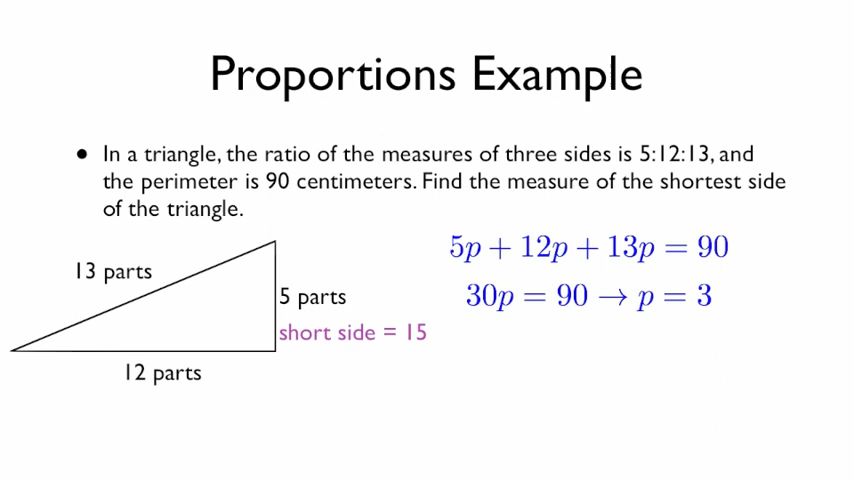 Proportions Example
• In a triangle, the ratio of the measures of three sides is 5:12:13, and
the perimeter is 90 centimeters. Find the measure of the shortest side
of the triangle.
5p + 12p + 13p = 90
13 parts
5 parts
30p = 90 → p = 3
short side = 15
12 parts